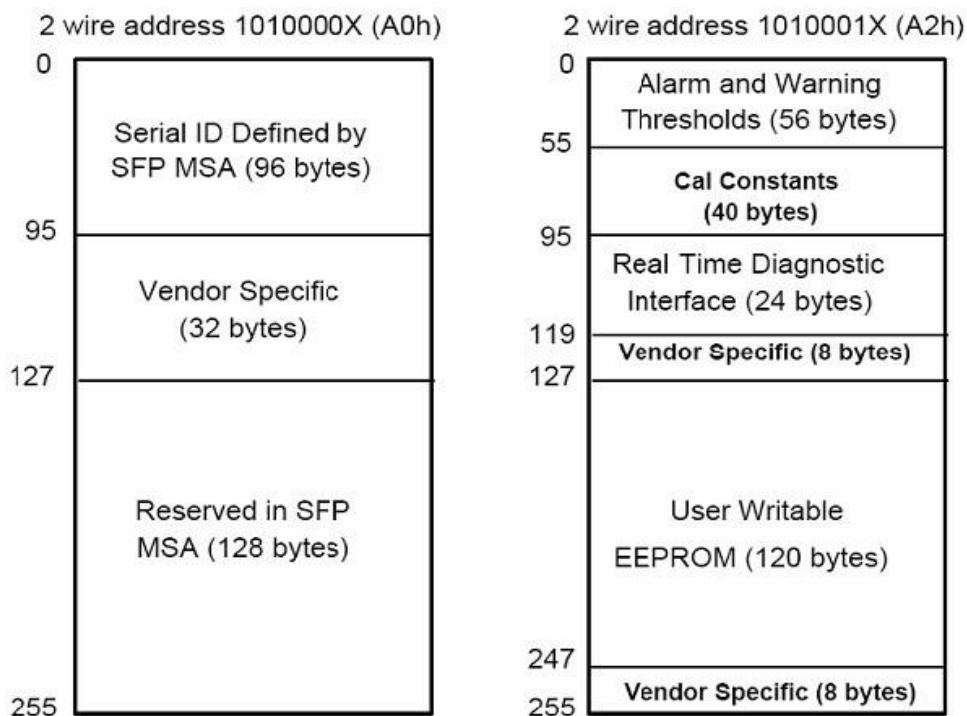 2 wire address 1010000X (A0h)
0
Serial ID Defined by
SFP MSA (96 bytes)
95
Vendor Specific
(32 bytes)
127
Reserved in SFP
MSA (128 bytes)
255
2 wire address 1010001X (A2h)
0
Alarm and Warning
Thresholds (56 bytes)
55
Cal Constants
(40 bytes)
95
Real Time Diagnostic
Interface (24 bytes)
119
Vendor Specific (8 bytes)
127
User Writable
EEPROM (120 bytes)
247
Vendor Specific (8 bytes)
255